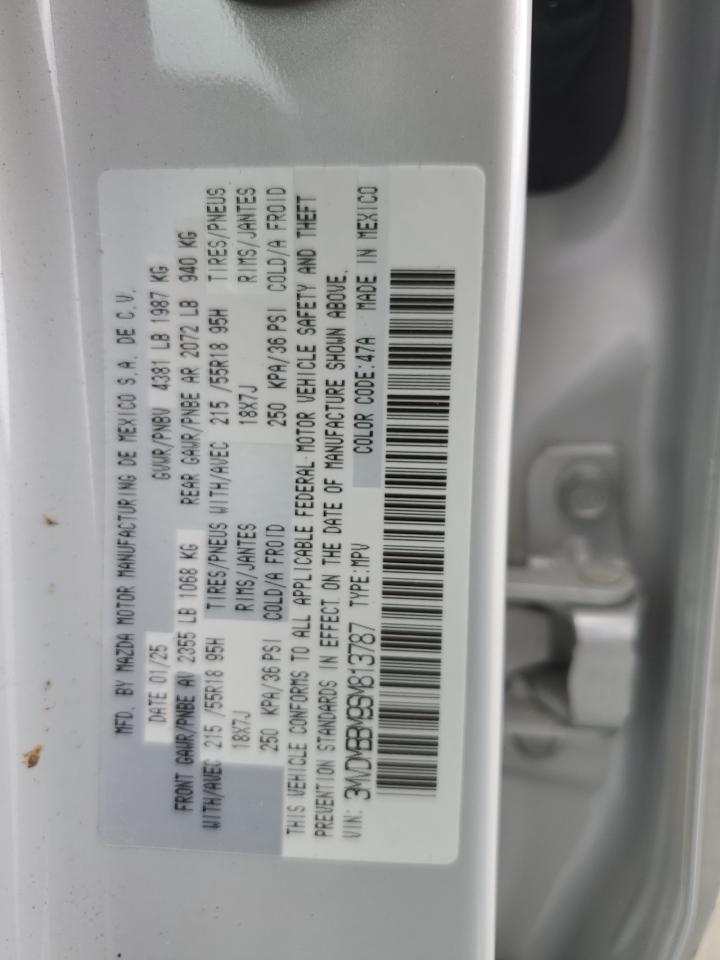 MFD. BY MAZDA MOTOR MANUFACTURING DE MEXICO S.A. DE C.V.
DATE 01/25 GVWR/PNBV 4381 LB 1987 KG
FRONT GAWR/PNBE AV 2355 LB 1068 KG REAR GAWR/PNBE AR 2072 LB 940 KG
WITH/AVEC 215 /55R18 95H TIRES/PNEUS WITH/AVEC 215 /55R18 95H TIRES/PNEUS
18X7J RIMS/JANTES 18X7J RIMS/JANTES
250 KPA/36 PSI COLD/A FROID 250 KPA/36 PSI COLD/A FROID
THIS VEHICLE CONFORMS TO ALL APPLICABLE FEDERAL MOTOR VEHICLE SAFETY AND THEFT
PREVENTION STANDARDS IN EFFECT ON THE DATE OF MANUFACTURE SHOWN ABOVE.
VIN: 3MVDMBBM9SM813787 TYPE:MPV COLOR CODE:47A MADE IN MEXICO